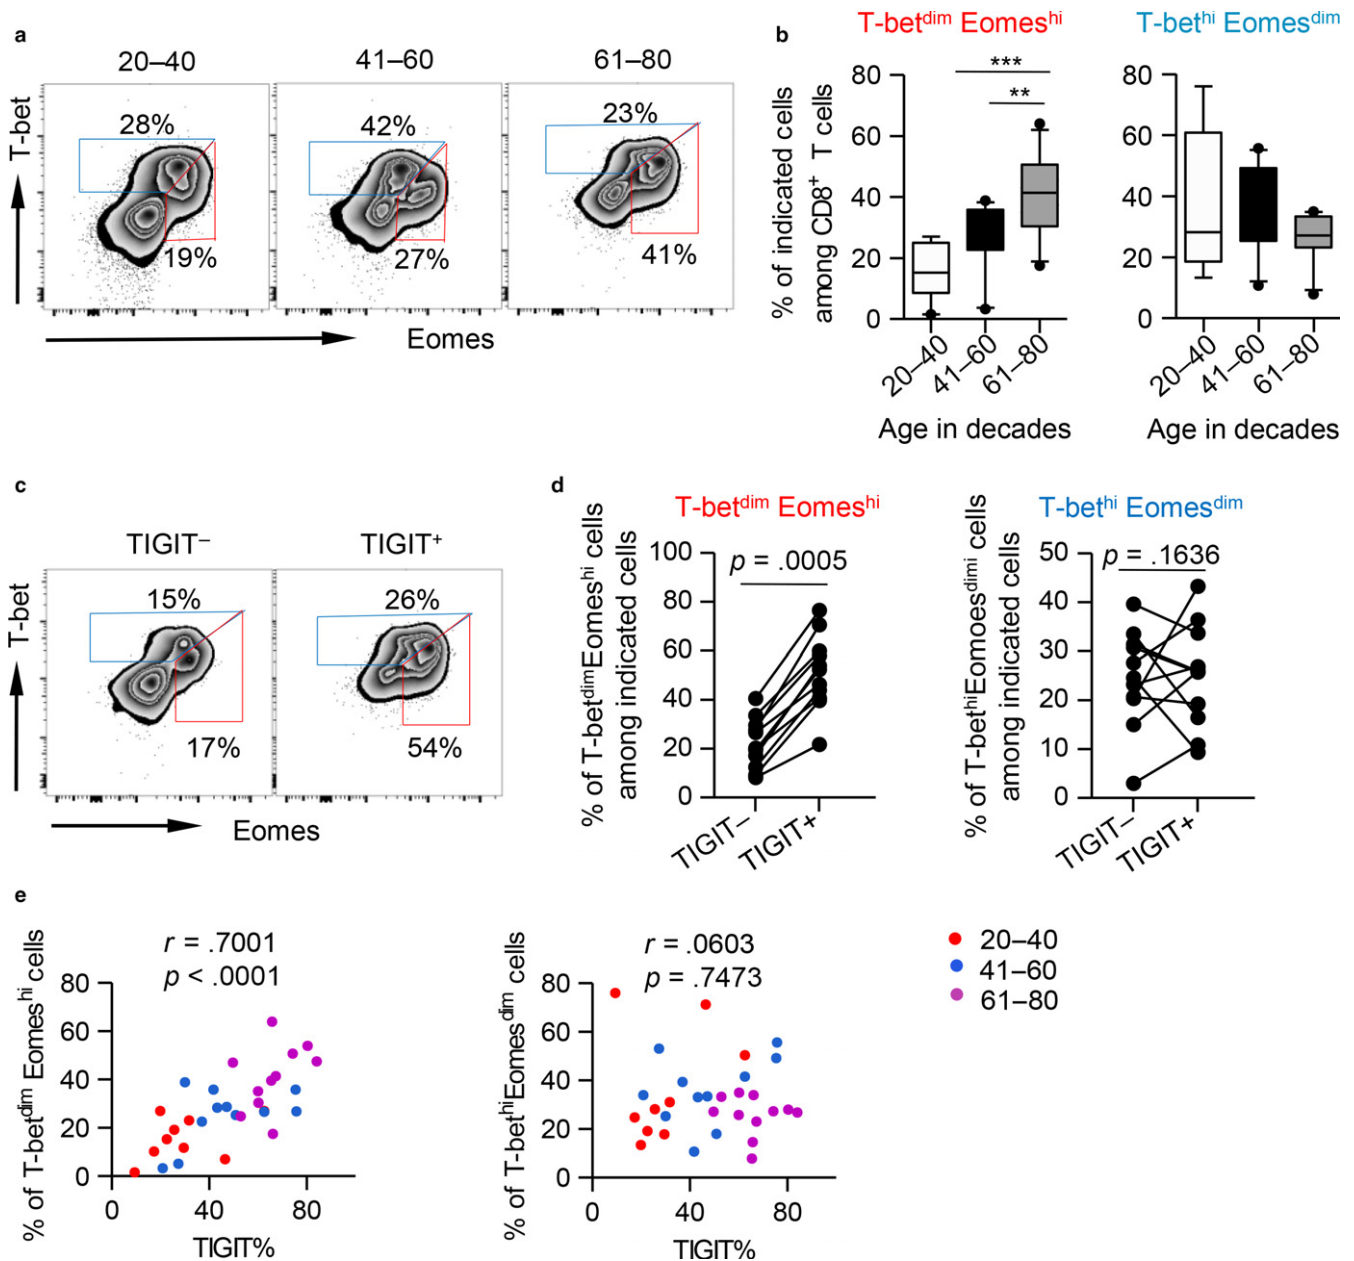 a
20–40
41–60
61–80
T-bet
28%
19%
42%
27%
23%
41%
Eomes
b
T-betᵈⁱᵐ Eomesʰⁱ
T-betʰⁱ Eomesᵈⁱᵐ
% of indicated cells
among CD8⁺ T cells
80
60
40
20
0
***
**
20–40
41–60
61–80
Age in decades
80
60
40
20
0
20–40
41–60
61–80
Age in decades
c
TIGIT⁻
TIGIT⁺
T-bet
15%
17%
26%
54%
Eomes
d
T-betᵈⁱᵐ Eomesʰⁱ
% of T-betᵈⁱᵐEomesʰⁱ cells
among indicated cells
100
80
60
40
20
0
p = .0005
TIGIT–
TIGIT+
T-betʰⁱ Eomesᵈⁱᵐ
% of T-betʰⁱEomoesᵈⁱᵐⁱ cells
among indicated cells
50
40
30
20
10
0
p = .1636
TIGIT–
TIGIT+
e
r = .7001
p < .0001
% of T-betᵈⁱᵐ Eomesʰⁱ cells
80
60
40
20
0
0
40
80
TIGIT%
r = .0603
p = .7473
% of T-betʰⁱEomesᵈⁱᵐ cells
80
60
40
20
0
0
40
80
TIGIT%
20–40
41–60
61–80